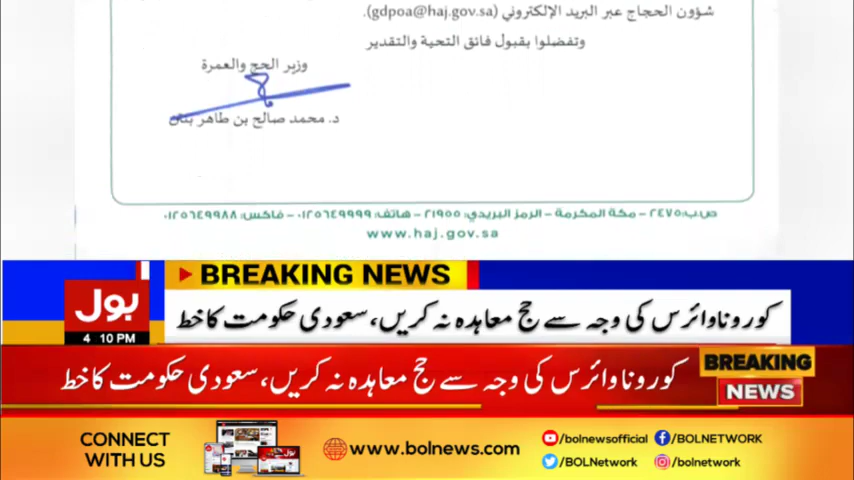 شؤون الحجاج عبر البريد الإلكتروني (gdpoa@haj.gov.sa).
وتفضلوا بقبول فائق التحية والتقدير
وزير الحج والعمرة
د. محمد صالح بن طاهر بنتن
ص.ب: ٢٤٧٥ – مكة المكرمة – الرمز البريدي: ٢١٩٥٥ – هاتف: ٠١٢٥٦٤٩٩٩٩ – فاكس: ٠١٢٥٦٤٩٩٨٨
www.haj.gov.sa
BREAKING NEWS
بول
4 10 PM
کورونا وائرس کی وجہ سے حج معاہدہ نہ کریں، سعودی حکومت کا خط
کورونا وائرس کی وجہ سے حج معاہدہ نہ کریں، سعودی حکومت کا خط
BREAKING
NEWS
CONNECT
WITH US
www.bolnews.com
/bolnewsofficial
/BOLNETWORK
/BOLNetwork
/bolnetwork